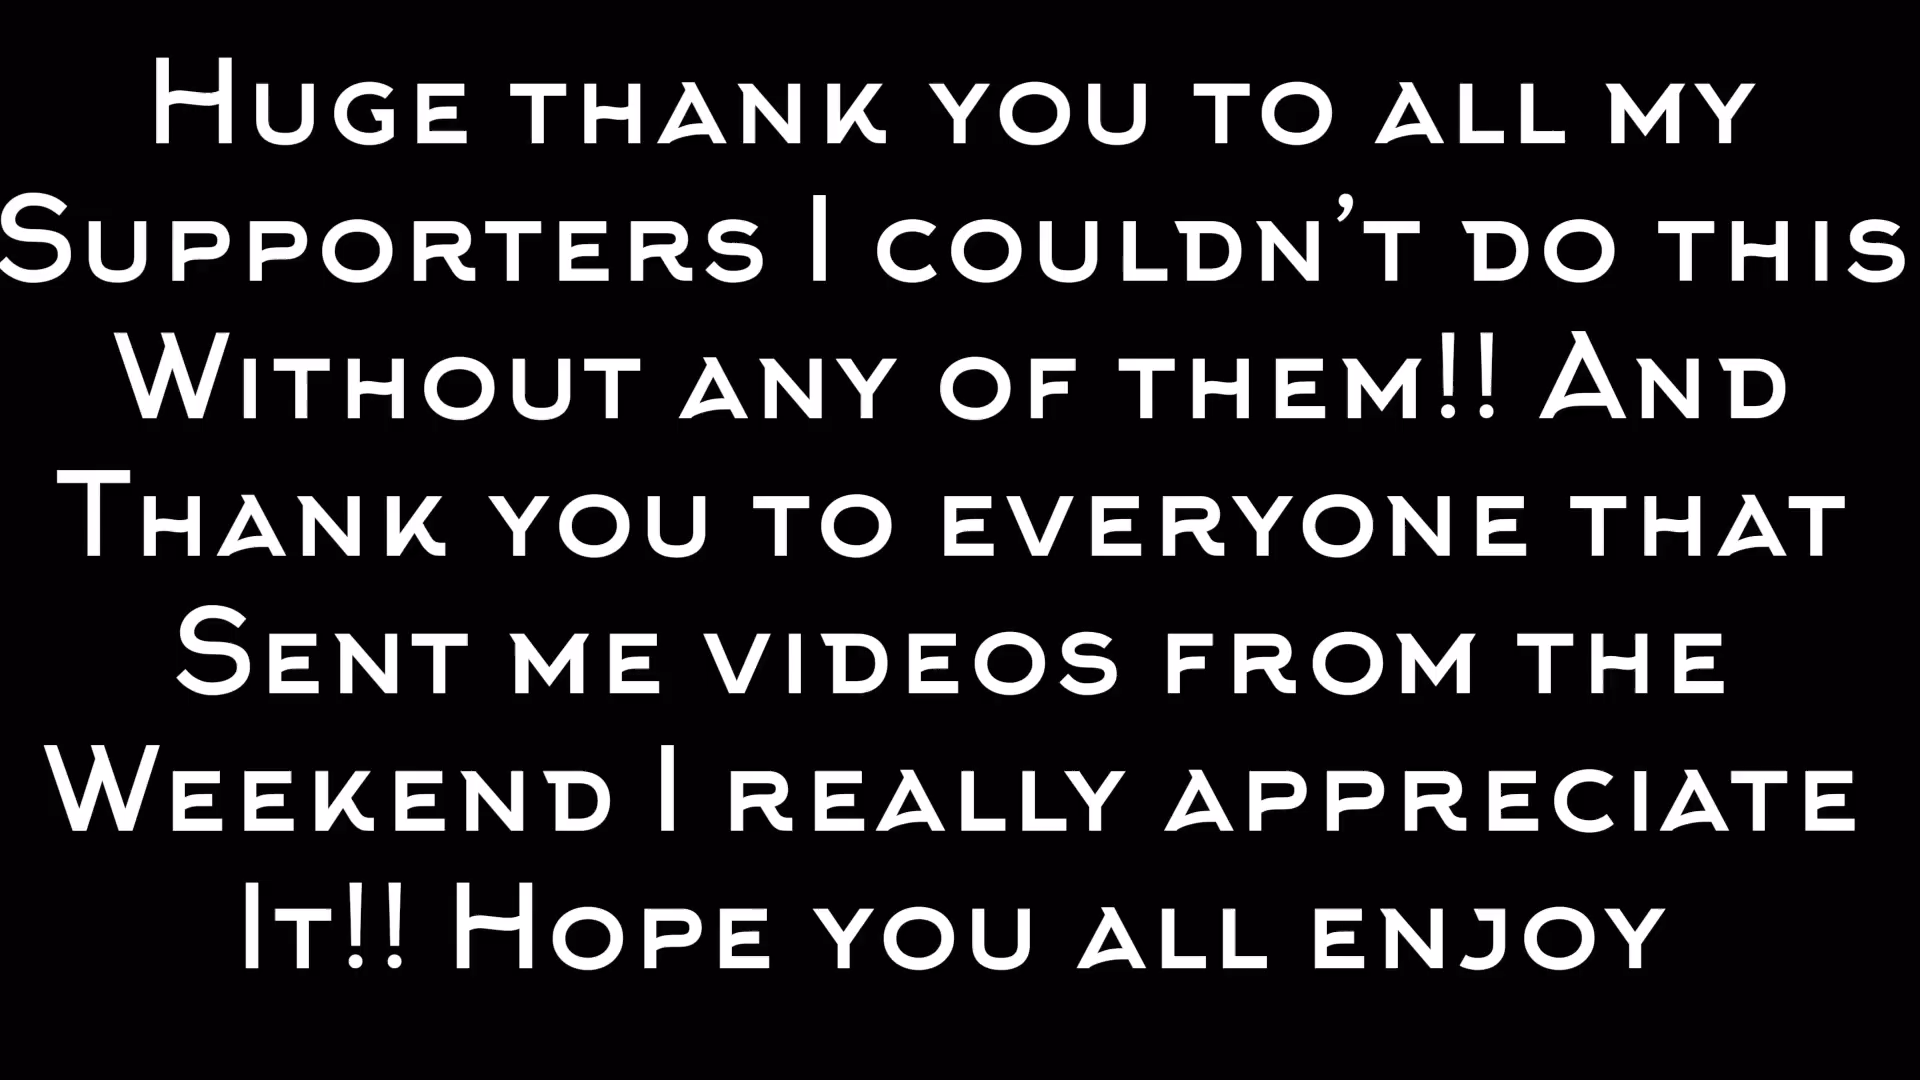 Huge thank you to all my
Supporters I couldn't do this
Without any of them!! And
Thank you to everyone that
Sent me videos from the
Weekend I really appreciate
It!! Hope you all enjoy